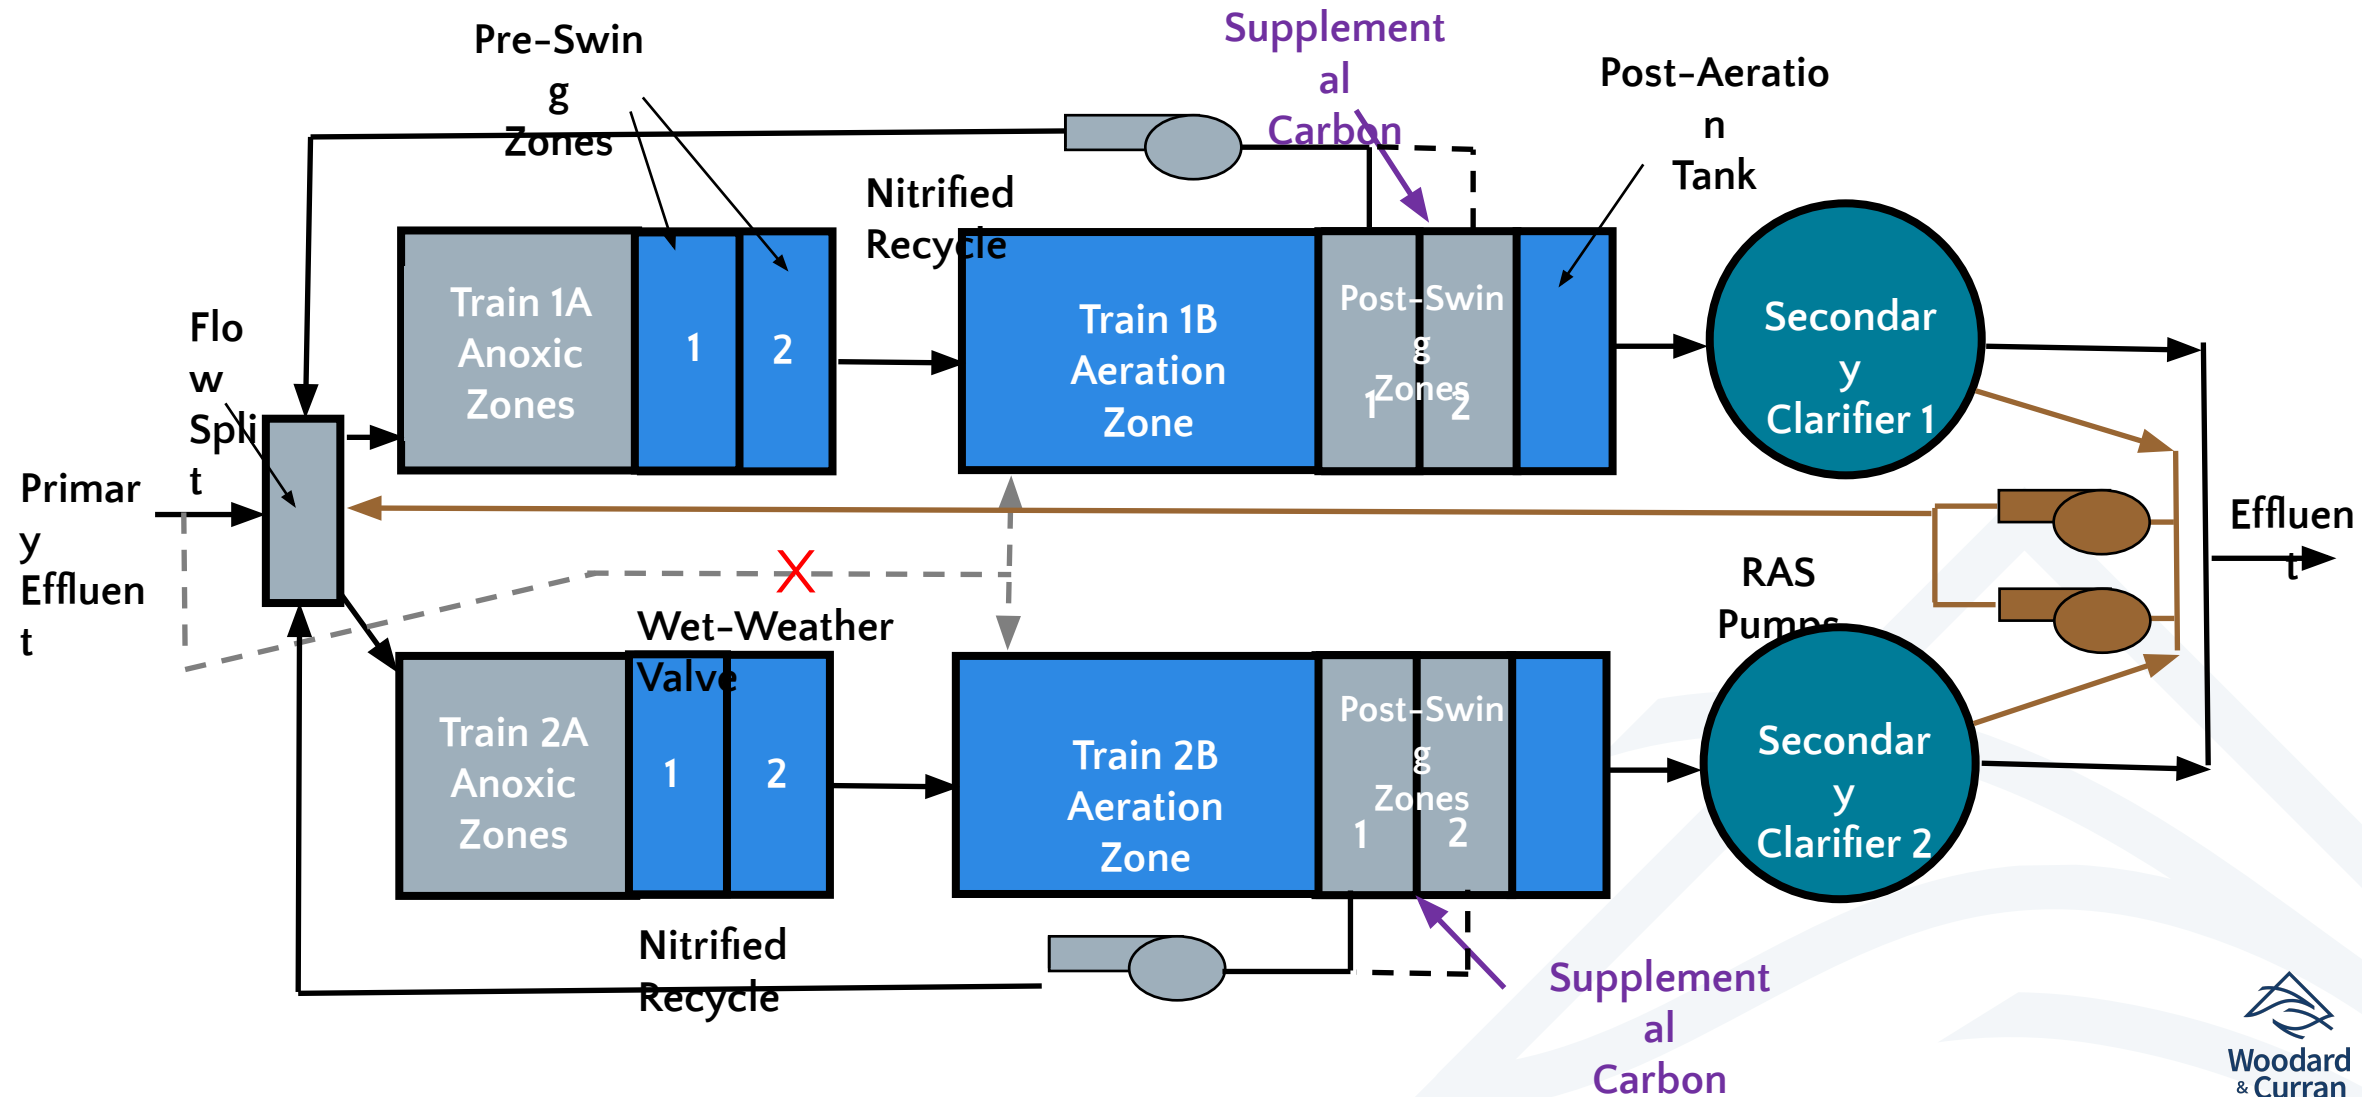 Pre-Swin
g
Zones
Supplement
al
Carbon
Post-Aeratio
n
Tank
Nitrified
Recycle
Flo
w
Spli
t
Primar
y
Effluen
t
Train 1A
Anoxic
Zones
1
2
Train 1B
Aeration
Zone
Post-Swin
g
Zones
1
2
Secondar
y
Clarifier 1
Effluen
t
RAS
Pumps
Wet-Weather
Valve
X
Train 2A
Anoxic
Zones
1
2
Train 2B
Aeration
Zone
Post-Swin
g
Zones
1
2
Secondar
y
Clarifier 2
Nitrified
Recycle
Supplement
al
Carbon
Woodard
& Curran